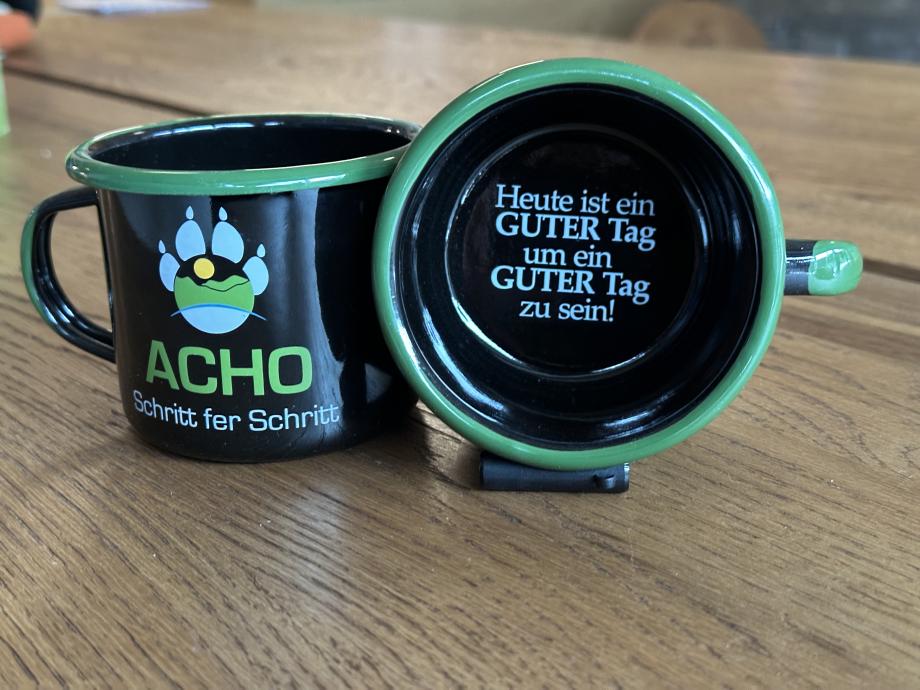 ACHO
Schritt fer Schritt
Heute ist ein
GUTER Tag
um ein
GUTER Tag
zu sein!